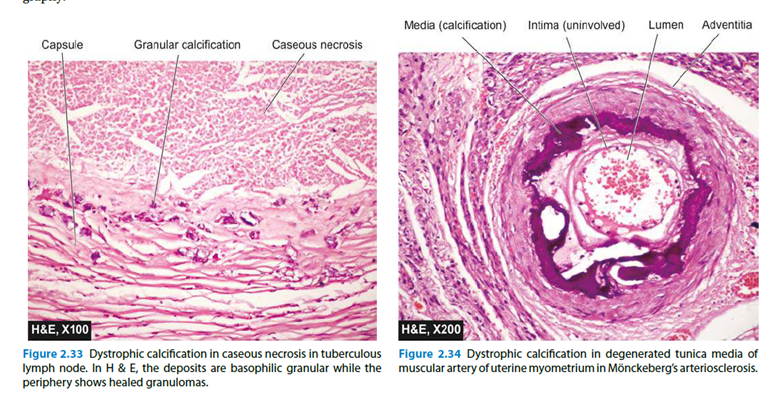 graphy.
Capsule
Granular calcification
Caseous necrosis
H&E, X100
Figure 2.33 Dystrophic calcification in caseous necrosis in tuberculous
lymph node. In H & E, the deposits are basophilic granular while the
periphery shows healed granulomas.
Media (calcification)
Intima (uninvolved)
Lumen
Adventitia
H&E, X200
Figure 2.34 Dystrophic calcification in degenerated tunica media of
muscular artery of uterine myometrium in Mönckeberg's arteriosclerosis.